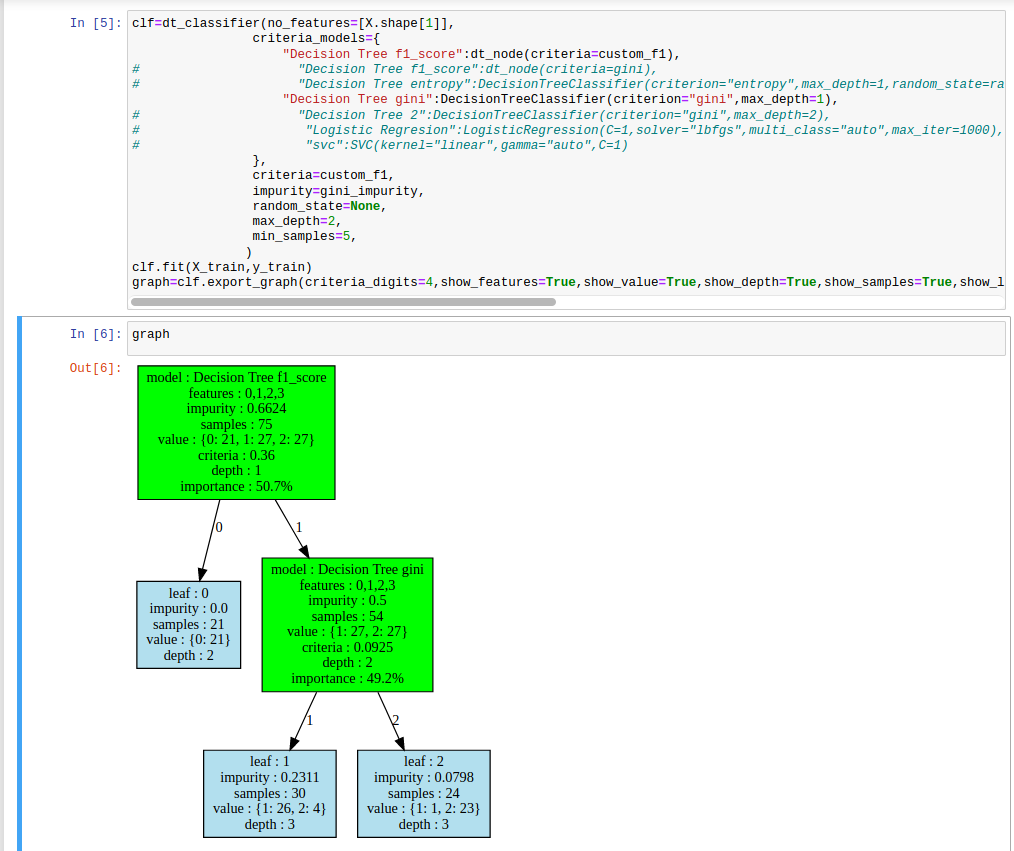 In [5]:
clf=dt_classifier(no_features=[X.shape[1]],
criteria_models={
"Decision Tree f1_score":dt_node(criteria=custom_f1),
# "Decision Tree f1_score":dt_node(criteria=gini),
# "Decision Tree entropy":DecisionTreeClassifier(criterion="entropy",max_depth=1,random_state=ra
"Decision Tree gini":DecisionTreeClassifier(criterion="gini",max_depth=1),
# "Decision Tree 2":DecisionTreeClassifier(criterion="gini",max_depth=2),
# "Logistic Regresion":LogisticRegression(C=1,solver="lbfgs",multi_class="auto",max_iter=1000),
# "svc":SVC(kernel="linear",gamma="auto",C=1)
},
criteria=custom_f1,
impurity=gini_impurity,
random_state=None,
max_depth=2,
min_samples=5,
)
clf.fit(X_train,y_train)
graph=clf.export_graph(criteria_digits=4,show_features=True,show_value=True,show_depth=True,show_samples=True,show_l
In [6]:
graph
Out[6]:
model : Decision Tree f1_score
features : 0,1,2,3
impurity : 0.6624
samples : 75
value : {0: 21, 1: 27, 2: 27}
criteria : 0.36
depth : 1
importance : 50.7%
0
1
leaf : 0
impurity : 0.0
samples : 21
value : {0: 21}
depth : 2
model : Decision Tree gini
features : 0,1,2,3
impurity : 0.5
samples : 54
value : {1: 27, 2: 27}
criteria : 0.0925
depth : 2
importance : 49.2%
1
2
leaf : 1
impurity : 0.2311
samples : 30
value : {1: 26, 2: 4}
depth : 3
leaf : 2
impurity : 0.0798
samples : 24
value : {1: 1, 2: 23}
depth : 3